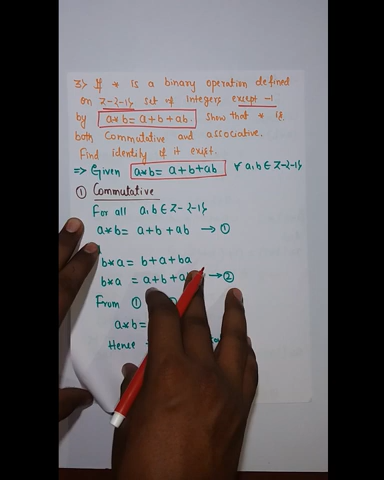 3) If * is a binary operation defined
on Z-{-1} set of Integers except -1
by a*b = a+b+ab. Show that * is
both Commutative and associative.
Find identity if it exist.
=> Given a*b = a+b+ab ∀ a,b ∈ Z-{-1}
① Commutative
For all a,b ∈ Z-{-1}
a*b = a+b+ab → ①
b*a = b+a+ba
b*a = a+b+a → ②
From ①
a*b =
Hence